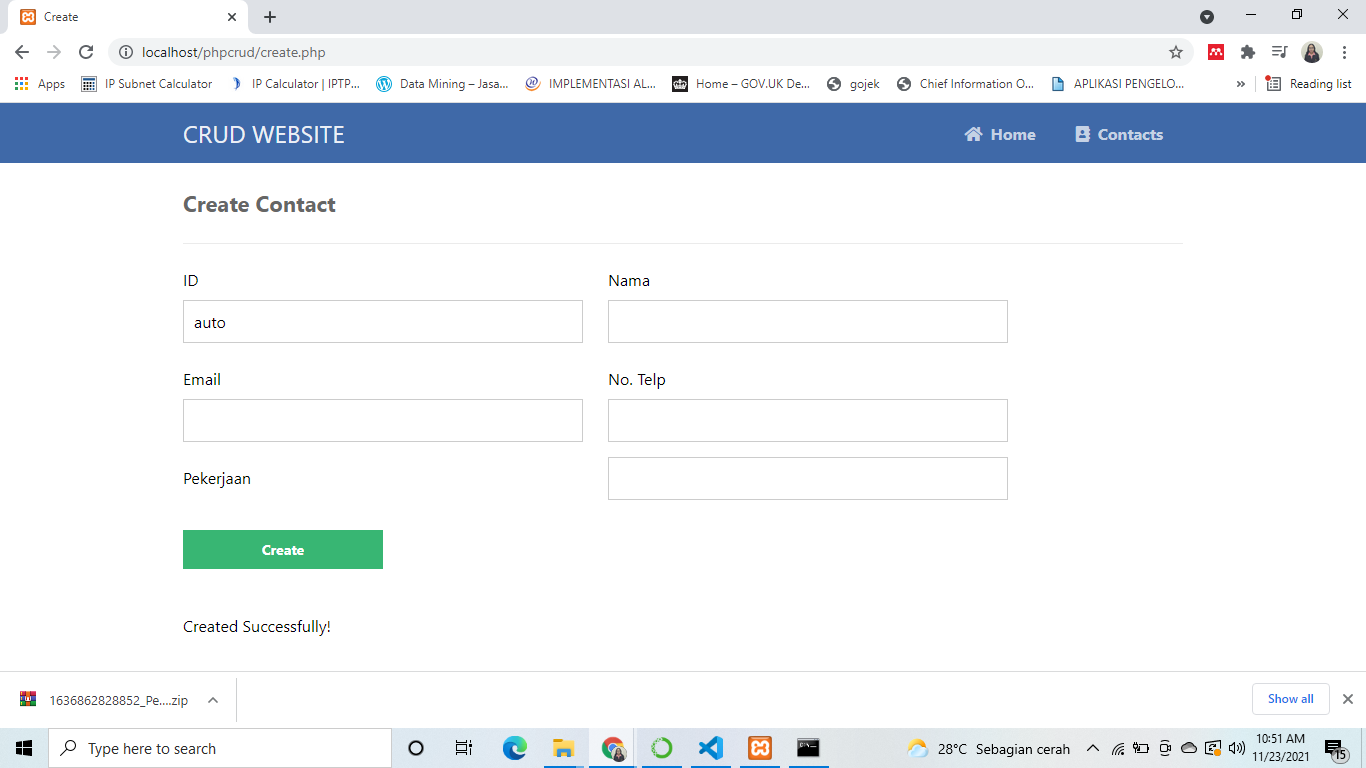 Create
localhost/phpcrud/create.php
Apps IP Subnet Calculator IP Calculator | IPTP... Data Mining – Jasa... IMPLEMENTASI AL... Home – GOV.UK De... gojek Chief Information O... APLIKASI PENGELO... » Reading list
CRUD WEBSITE Home Contacts
Create Contact
ID Nama
auto
Email No. Telp
Pekerjaan
Create
Created Successfully!
1636862828852_Pe....zip Show all
Type here to search 28°C Sebagian cerah 10:51 AM
11/23/2021 15